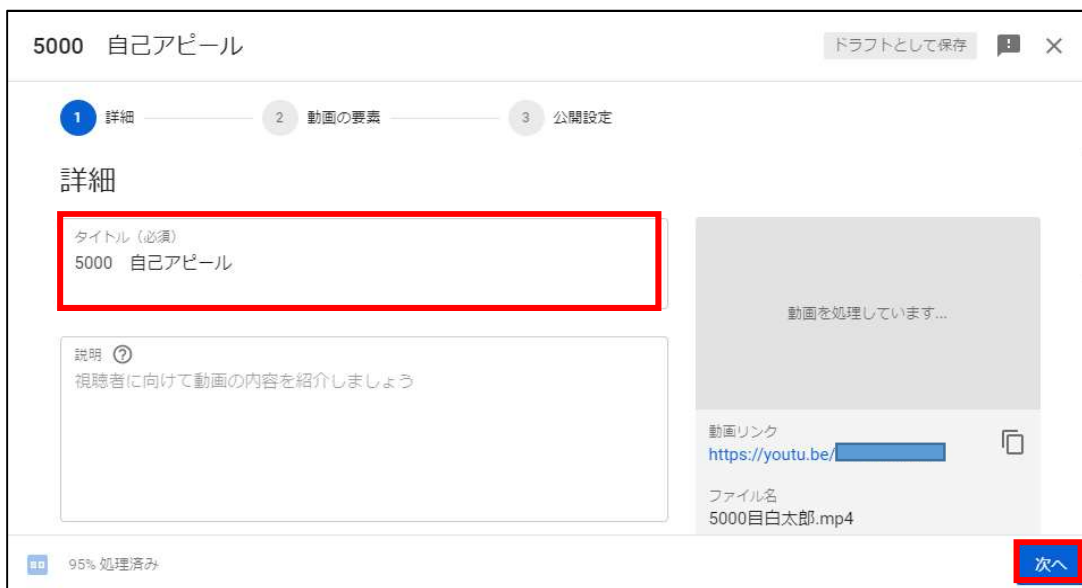 5000　自己アピール
ドラフトとして保存
1 詳細
2 動画の要素
3 公開設定
詳細
タイトル（必須）
5000　自己アピール
説明 ?
視聴者に向けて動画の内容を紹介しましょう
動画を処理しています...
動画リンク
https://youtu.be/
ファイル名
5000目白太郎.mp4
SD 95% 処理済み
次へ